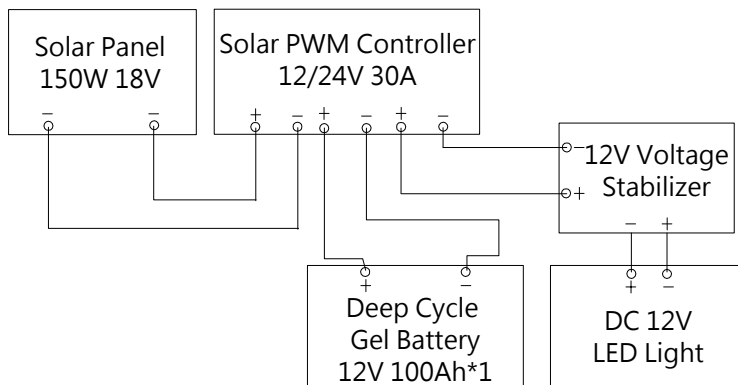 Solar Panel
150W 18V
− −
Solar PWM Controller
12/24V 30A
+ − + − + −
− 12V Voltage
+ Stabilizer
− +
+ −
Deep Cycle
Gel Battery
12V 100Ah*1
+ −
DC 12V
LED Light